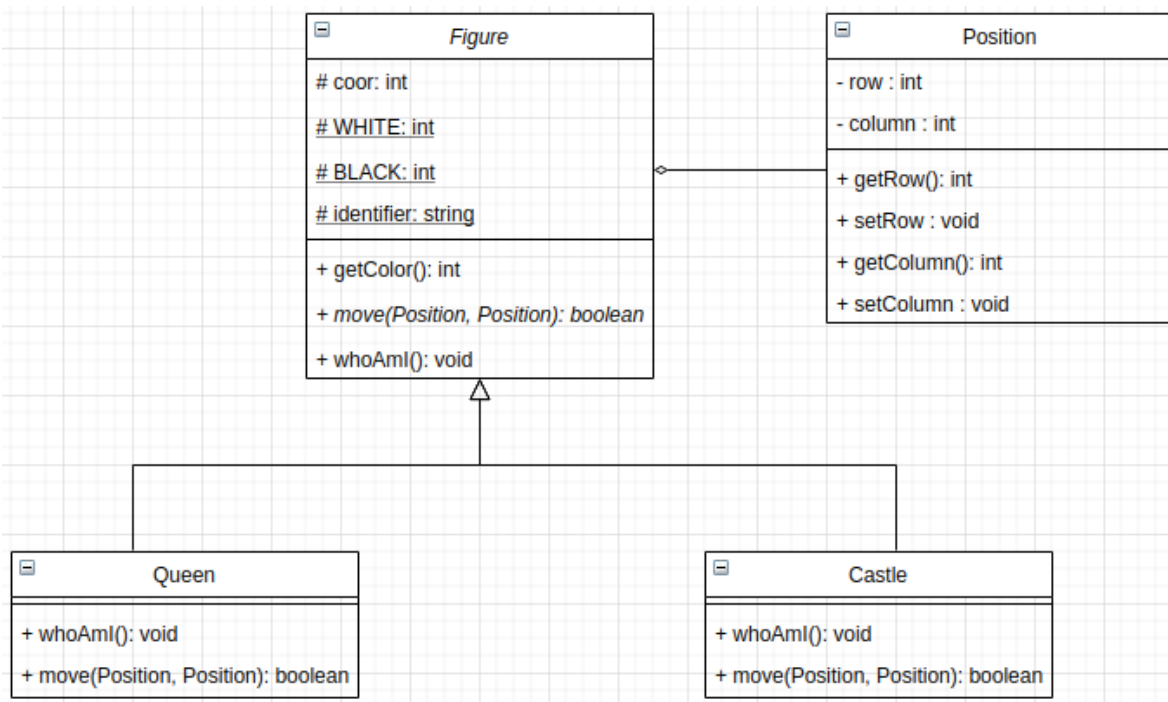 Figure
# coor: int
# WHITE: int
# BLACK: int
# identifier: string
+ getColor(): int
+ move(Position, Position): boolean
+ whoAmI(): void
Position
- row : int
- column : int
+ getRow(): int
+ setRow : void
+ getColumn(): int
+ setColumn : void
Queen
+ whoAmI(): void
+ move(Position, Position): boolean
Castle
+ whoAmI(): void
+ move(Position, Position): boolean